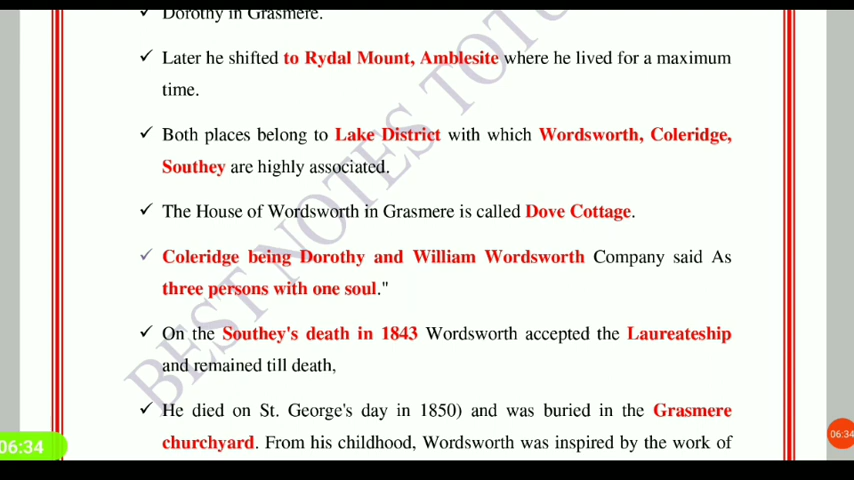 Dorothy in Grasmere.
✓ Later he shifted to Rydal Mount, Amblesite where he lived for a maximum
time.
✓ Both places belong to Lake District with which Wordsworth, Coleridge,
Southey are highly associated.
✓ The House of Wordsworth in Grasmere is called Dove Cottage.
✓ Coleridge being Dorothy and William Wordsworth Company said As
three persons with one soul."
✓ On the Southey's death in 1843 Wordsworth accepted the Laureateship
and remained till death,
✓ He died on St. George's day in 1850) and was buried in the Grasmere
churchyard. From his childhood, Wordsworth was inspired by the work of
BEST NOTES TOT
06:34
06:34